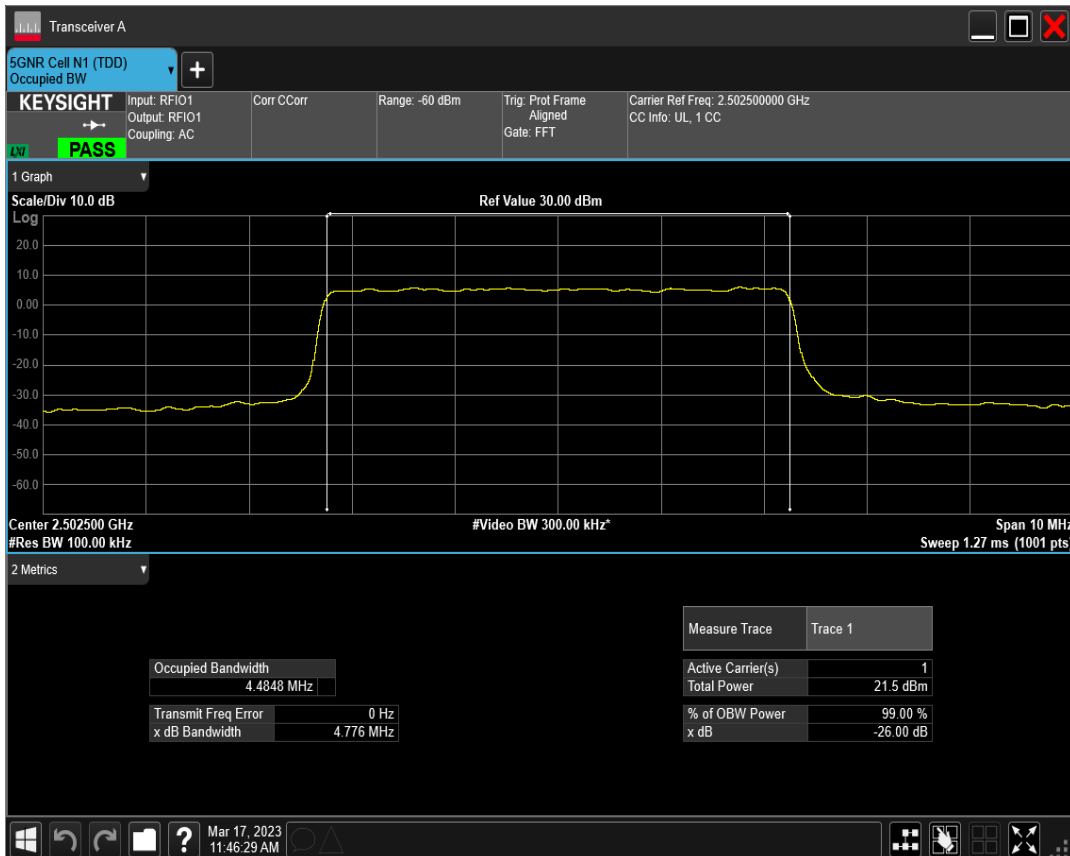 Transceiver A
5GNR Cell N1 (TDD)
Occupied BW
+
KEYSIGHT
LXI
PASS
Input: RFIO1
Output: RFIO1
Coupling: AC
Corr CCorr
Range: -60 dBm
Trig: Prot Frame
Aligned
Gate: FFT
Carrier Ref Freq: 2.502500000 GHz
CC Info: UL, 1 CC
1 Graph
Scale/Div 10.0 dB
Ref Value 30.00 dBm
Log
20.0
10.0
0.00
-10.0
-20.0
-30.0
-40.0
-50.0
-60.0
Center 2.502500 GHz
#Video BW 300.00 kHz*
Span 10 MHz
#Res BW 100.00 kHz
Sweep 1.27 ms (1001 pts)
2 Metrics
Measure Trace Trace 1
Occupied Bandwidth
4.4848 MHz
Active Carrier(s) 1
Total Power 21.5 dBm
Transmit Freq Error 0 Hz
x dB Bandwidth 4.776 MHz
% of OBW Power 99.00 %
x dB -26.00 dB
?
Mar 17, 2023
11:46:29 AM